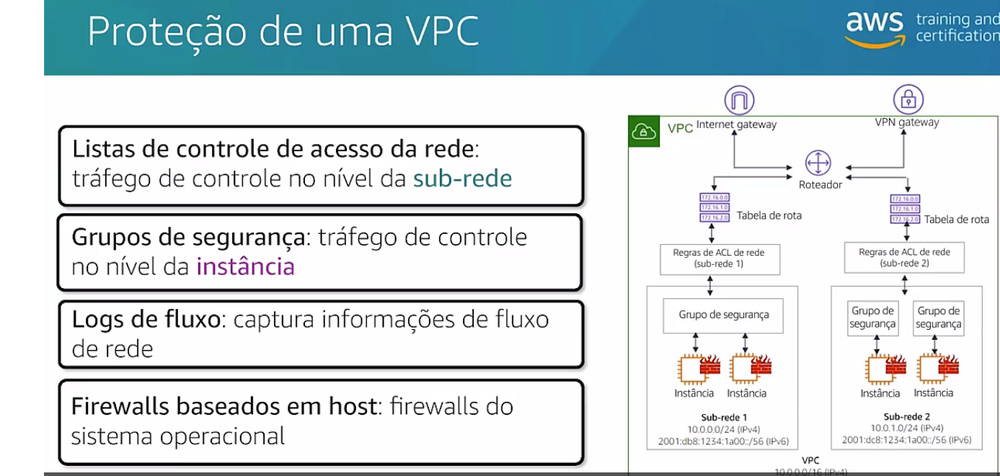 Proteção de uma VPC
aws training and
certification
Listas de controle de acesso da rede:
tráfego de controle no nível da sub-rede
Grupos de segurança: tráfego de controle
no nível da instância
Logs de fluxo: captura informações de fluxo
de rede
Firewalls baseados em host: firewalls do
sistema operacional
VPC
Internet gateway
VPN gateway
Roteador
172.16.0.0
172.16.1.0
172.16.2.0
Tabela de rota
172.16.0.0
172.16.1.0
172.16.2.0
Tabela de rota
Regras de ACL de rede
(sub-rede 1)
Regras de ACL de rede
(sub-rede 2)
Grupo de segurança
Grupo de
segurança
Grupo de
segurança
Instância
Instância
Instância
Instância
Sub-rede 1
10.0.0.0/24 (IPv4)
2001:db8:1234:1a00::/56 (IPv6)
Sub-rede 2
10.0.1.0/24 (IPv4)
2001:dc8:1234:1a00::/56 (IPv6)
VPC
10.0.0.0/16 (IPv4)